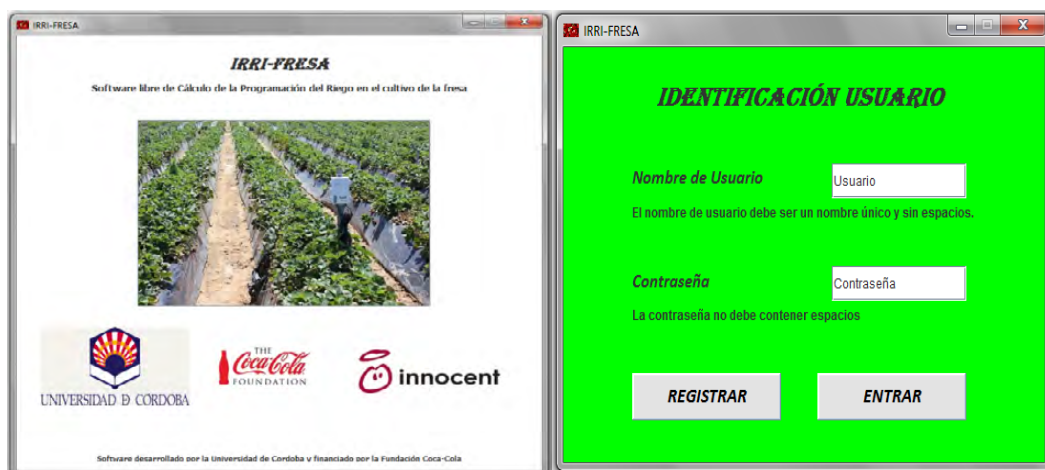 IRRI-FRESA
IRRI-FRESA
Software libre de Cálculo de la Programación del Riego en el cultivo de la fresa
UNIVERSIDAD Ð CORDOBA
THE
Coca-Cola
FOUNDATION
innocent
Software desarrollado por la Universidad de Cordoba y financiado por la Fundación Coca-Cola
IRRI-FRESA
IDENTIFICACIÓN USUARIO
Nombre de Usuario
Usuario
El nombre de usuario debe ser un nombre único y sin espacios.
Contraseña
Contraseña
La contraseña no debe contener espacios
REGISTRAR
ENTRAR